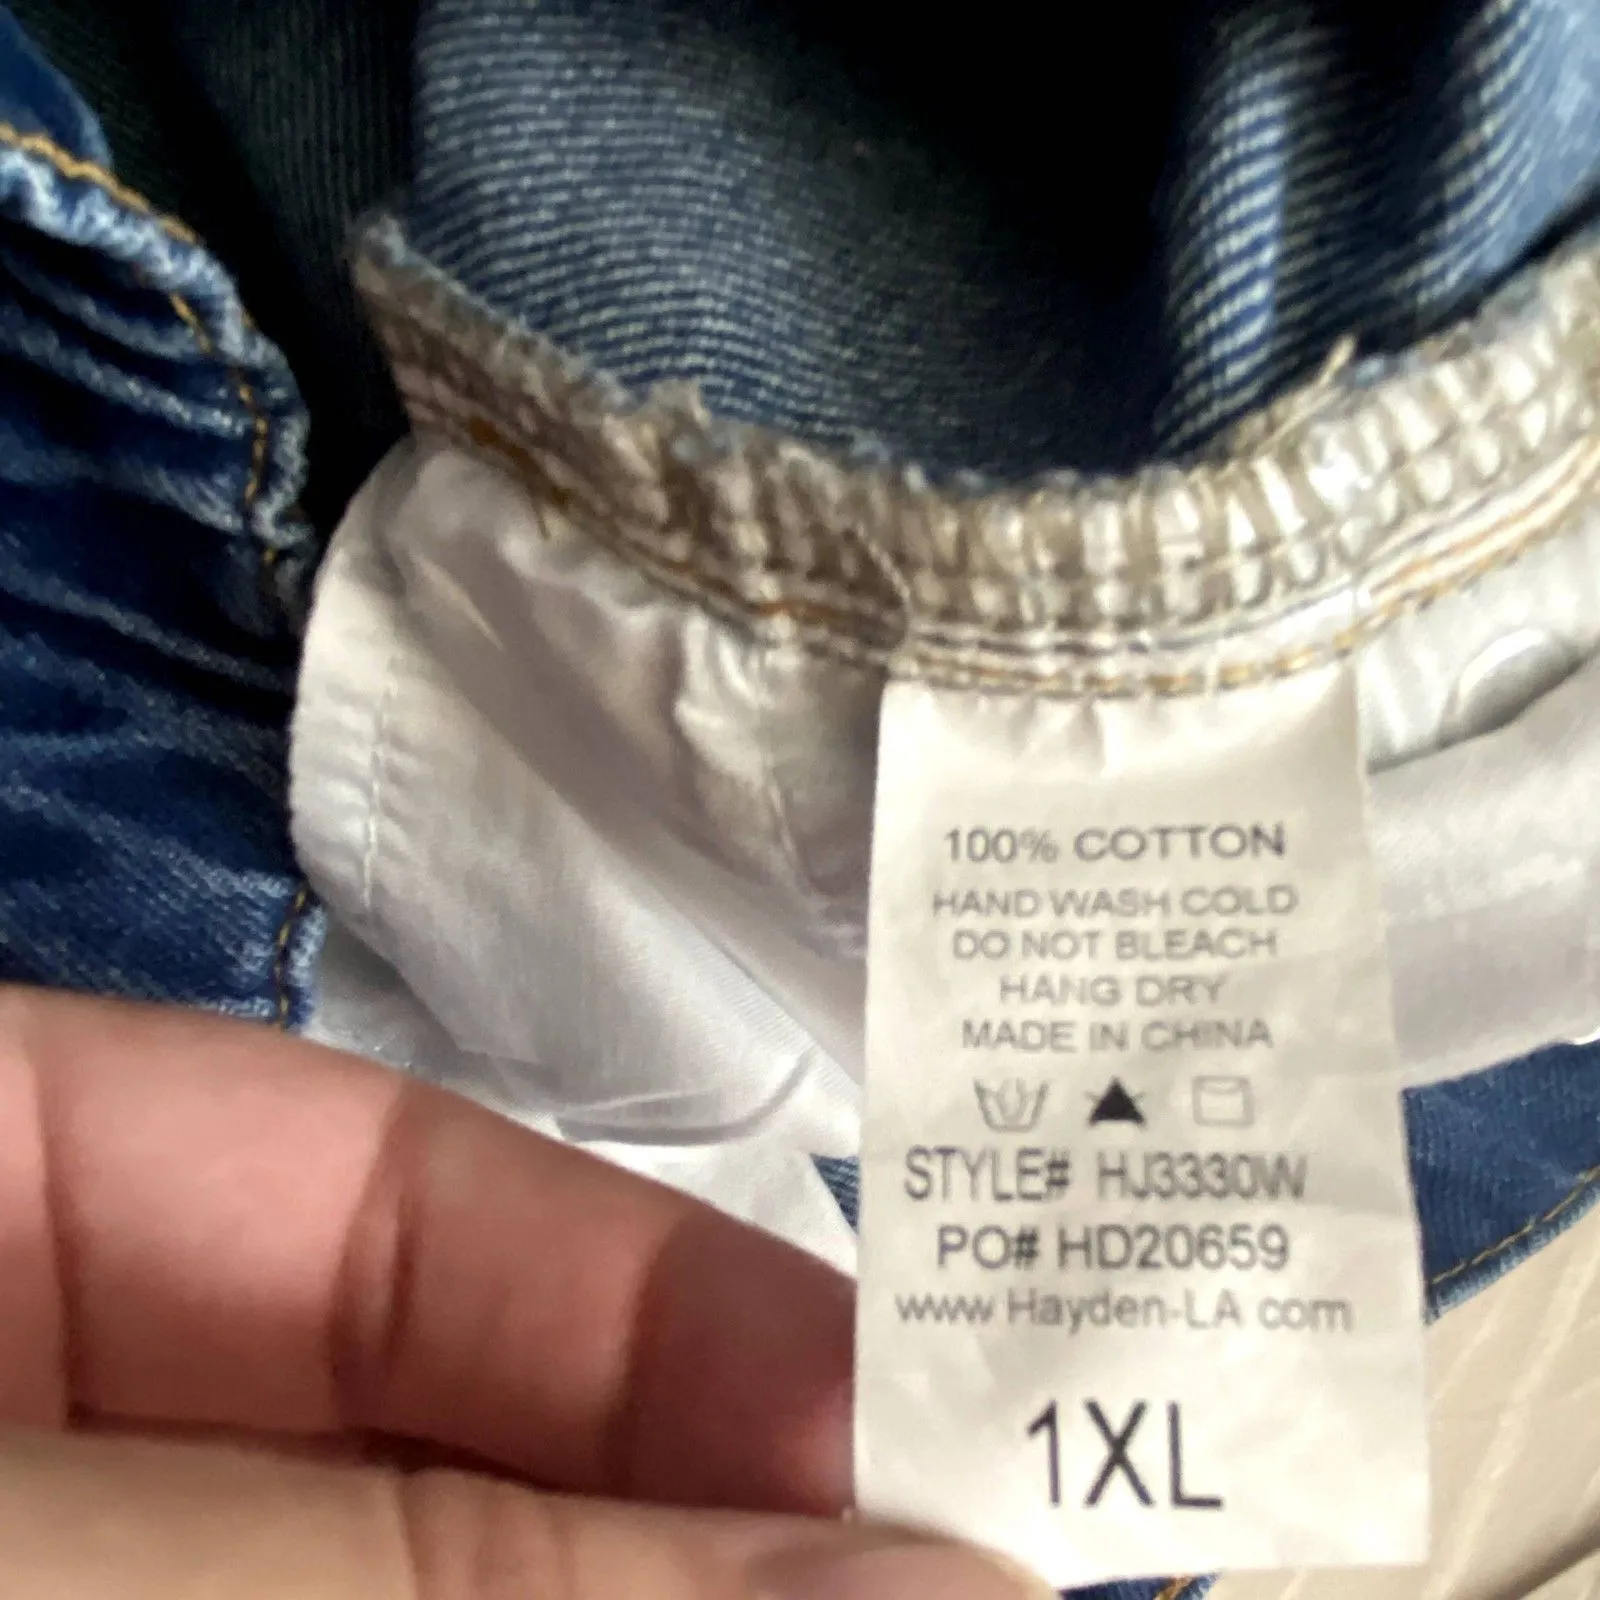 100% COTTON
HAND WASH COLD
DO NOT BLEACH
HANG DRY
MADE IN CHINA
STYLE# HJ3330W
PO# HD20659
www Hayden-LA com
1XL